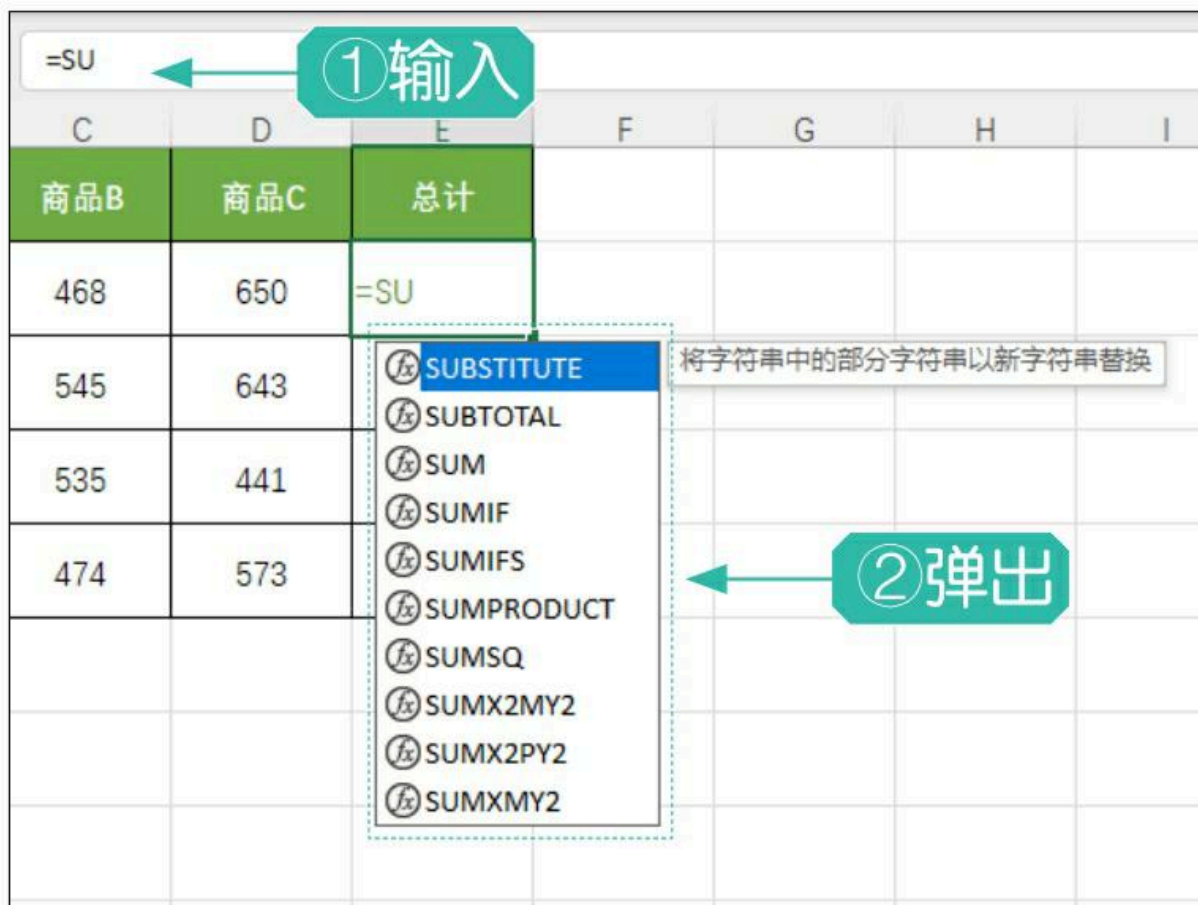 =SU
①输入
C D E F G H I
商品B 商品C 总计
468 650 =SU
SUBSTITUTE 将字符串中的部分字符串以新字符串替换
545 643
SUBTOTAL
SUM
535 441
SUMIF
SUMIFS
②弹出
474 573
SUMPRODUCT
SUMSQ
SUMX2MY2
SUMX2PY2
SUMXMY2